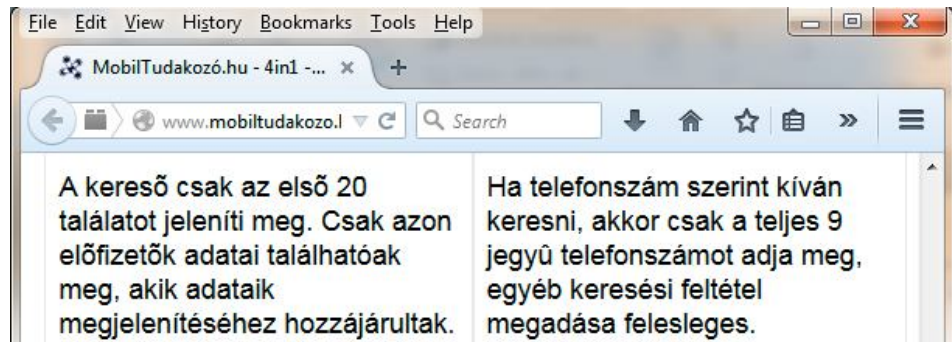 File Edit View History Bookmarks Tools Help
MobilTudakozó.hu - 4in1 -...
www.mobiltudakozo.l
Search
A keresõ csak az elsõ 20
találatot jeleníti meg. Csak azon
elõfizetõk adatai találhatóak
meg, akik adataik
megjelenítéséhez hozzájárultak.
Ha telefonszám szerint kíván
keresni, akkor csak a teljes 9
jegyû telefonszámot adja meg,
egyéb keresési feltétel
megadása felesleges.